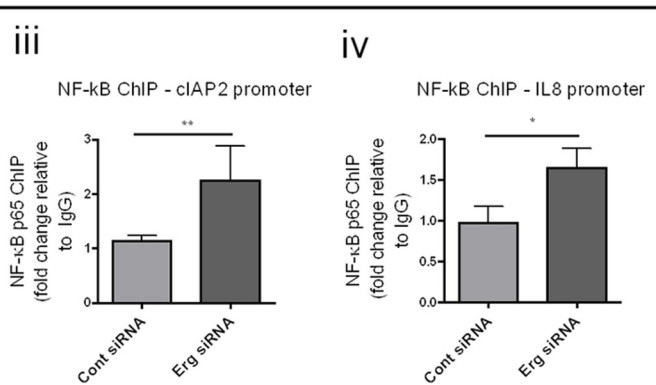 iii
NF-kB ChIP - cIAP2 promoter
**
NF-κB p65 ChIP
(fold change relative
to IgG)
3
2
1
0
Cont siRNA
Erg siRNA
iv
NF-kB ChIP - IL8 promoter
*
NF-κB p65 ChIP
(fold change relative
to IgG)
2.0
1.5
1.0
0.5
0.0
Cont siRNA
Erg siRNA